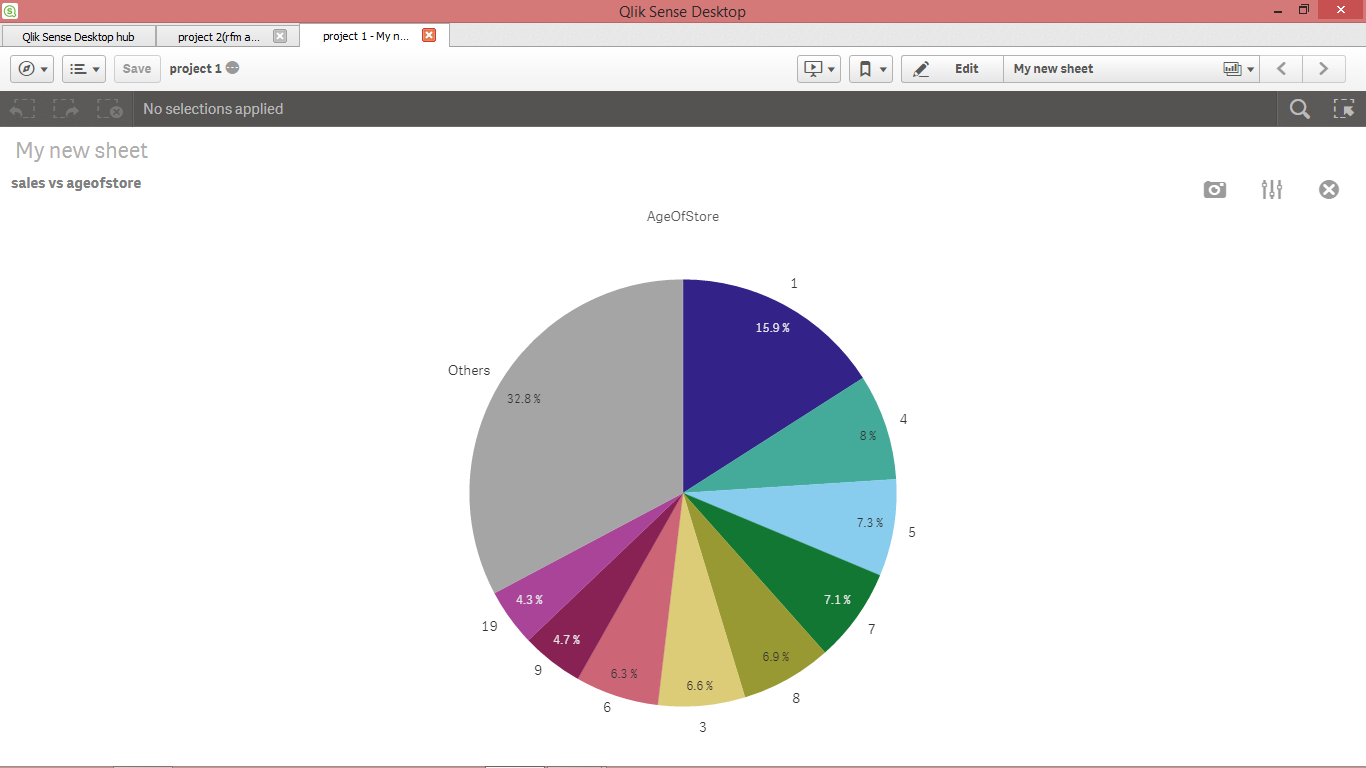 Qlik Sense Desktop
Qlik Sense Desktop hub
project 2(rfm a...
project 1 - My n...
Save
project 1
Edit
My new sheet
No selections applied
My new sheet
sales vs ageofstore
AgeOfStore
1
15.9 %
Others
32.8 %
4
8 %
7.3 %
5
7.1 %
7
4.3 %
19
4.7 %
9
6.9 %
8
6.3 %
6
6.6 %
3